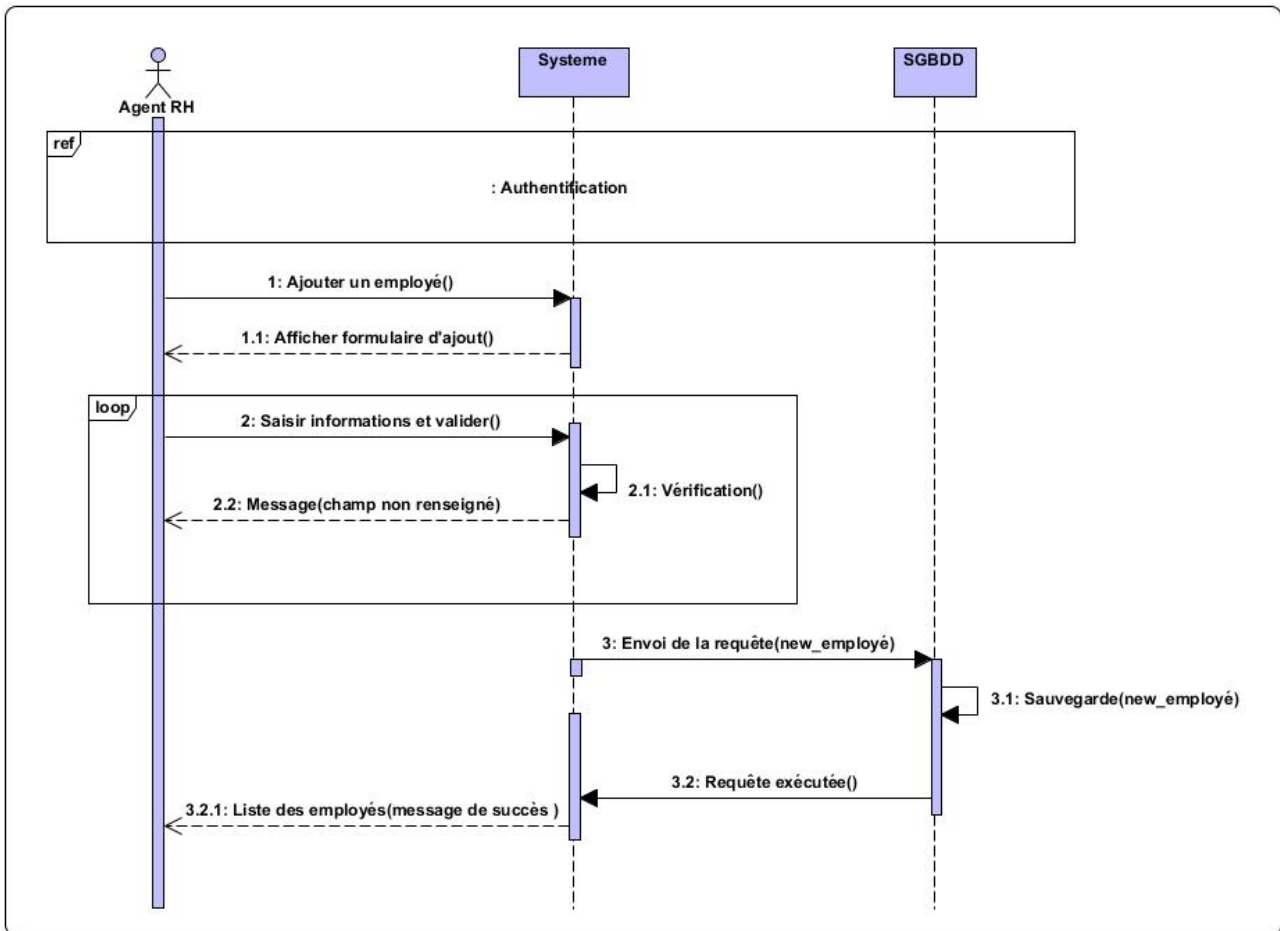 Systeme
SGBDD
Agent RH
ref
: Authentification
1: Ajouter un employé()
1.1: Afficher formulaire d'ajout()
loop
2: Saisir informations et valider()
2.1: Vérification()
2.2: Message(champ non renseigné)
3: Envoi de la requête(new_employé)
3.1: Sauvegarde(new_employé)
3.2: Requête exécutée()
3.2.1: Liste des employés(message de succès )